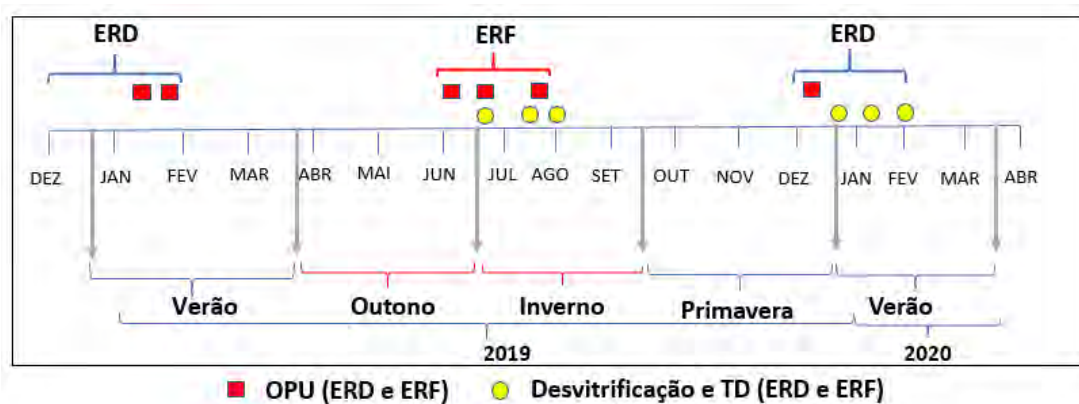 ERD ERF ERD
DEZ JAN FEV MAR ABR MAI JUN JUL AGO SET OUT NOV DEZ JAN FEV MAR ABR
Verão Outono Inverno Primavera Verão
2019 2020
OPU (ERD e ERF) Desvitrificação e TD (ERD e ERF)